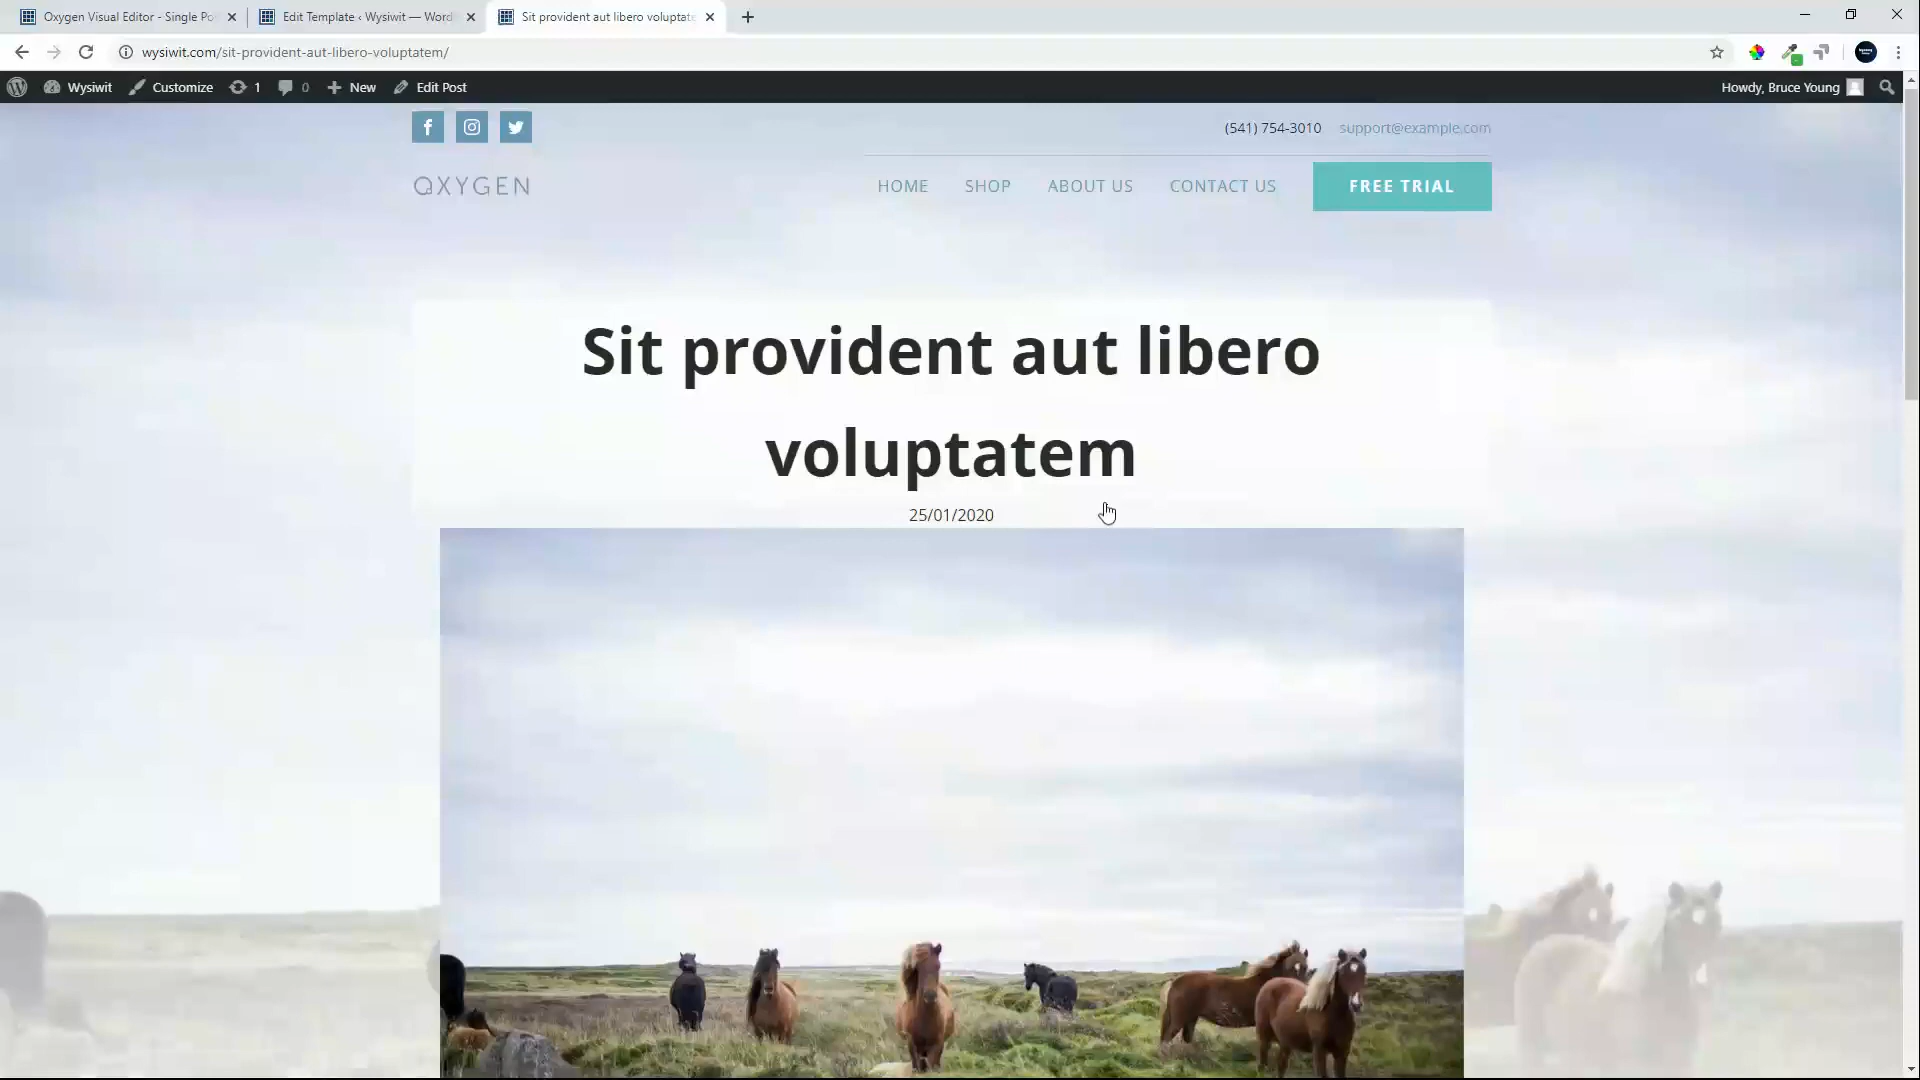 Oxygen Visual Editor - Single Po
Edit Template ‹ Wysiwit — Word
Sit provident aut libero voluptate
wysiwit.com/sit-provident-aut-libero-voluptatem/
Wysiwit
Customize
1
0
New
Edit Post
Howdy, Bruce Young
(541) 754-3010
support@example.com
OXYGEN
HOME
SHOP
ABOUT US
CONTACT US
FREE TRIAL
Sit provident aut libero
voluptatem
25/01/2020